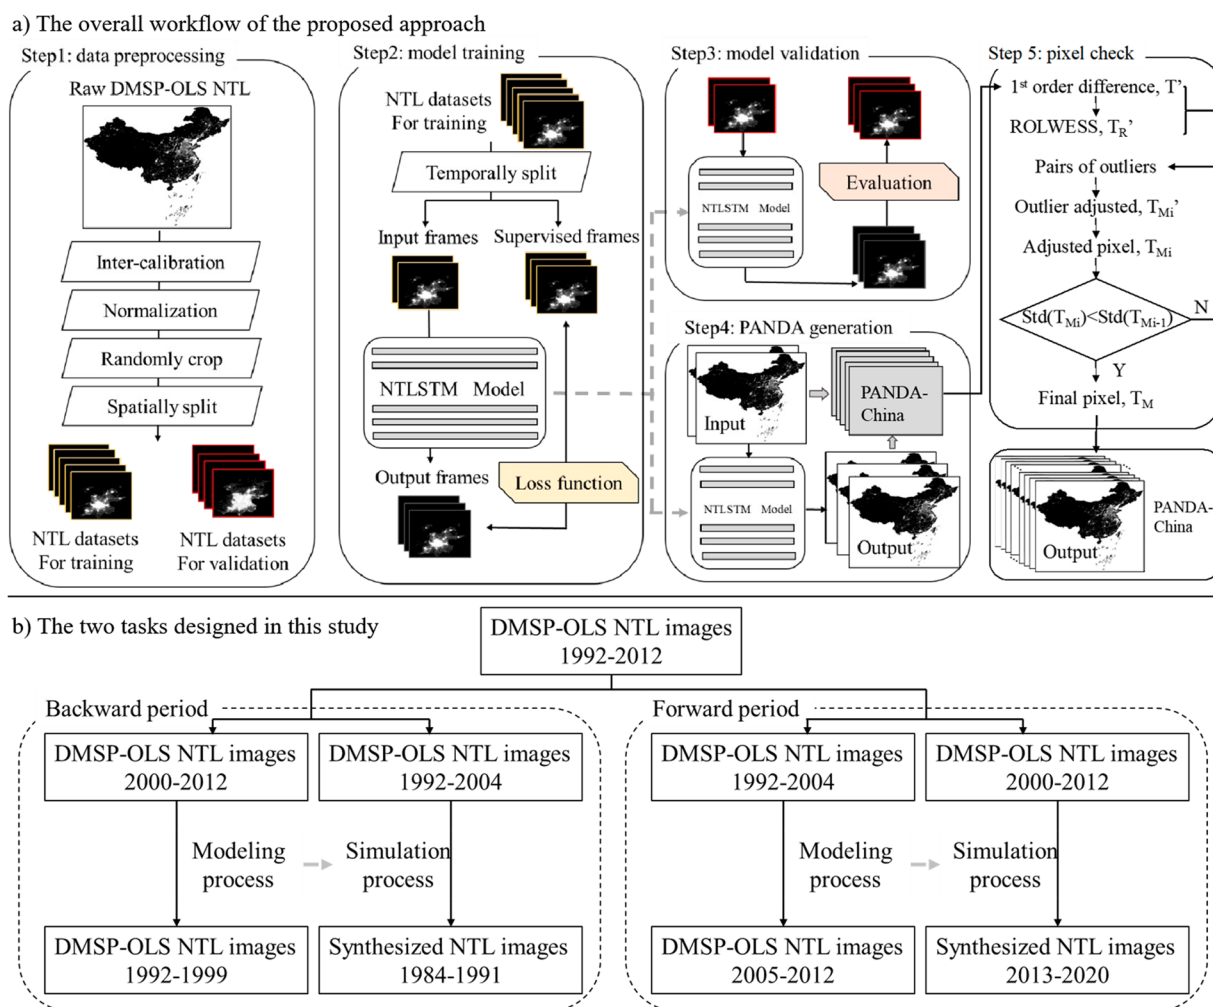 a) The overall workflow of the proposed approach
Step1: data preprocessing
Raw DMSP-OLS NTL
Inter-calibration
Normalization
Randomly crop
Spatially split
NTL datasets
For training
NTL datasets
For validation
Step2: model training
NTL datasets
For training
Temporally split
Input frames
Supervised frames
NTLSTM Model
Output frames
Loss function
Step3: model validation
NTLSTM Model
Evaluation
Step4: PANDA generation
Input
PANDA-
China
NTLSTM Model
Output
Step 5: pixel check
1st order difference, T’
ROLWESS, TR’
Pairs of outliers
Outlier adjusted, TMi’
Adjusted pixel, TMi
Std(TMi)<Std(TMi-1)
N
Y
Final pixel, TM
Output
PANDA-
China
b) The two tasks designed in this study
DMSP-OLS NTL images
1992-2012
Backward period
DMSP-OLS NTL images
2000-2012
DMSP-OLS NTL images
1992-2004
Modeling
process
Simulation
process
DMSP-OLS NTL images
1992-1999
Synthesized NTL images
1984-1991
Forward period
DMSP-OLS NTL images
1992-2004
DMSP-OLS NTL images
2000-2012
Modeling
process
Simulation
process
DMSP-OLS NTL images
2005-2012
Synthesized NTL images
2013-2020